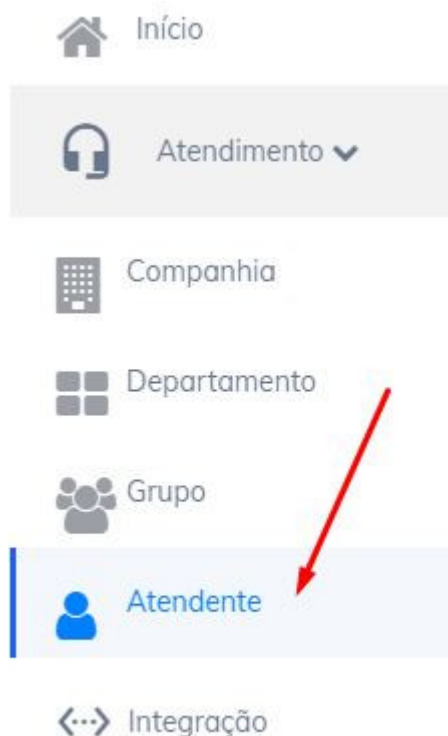 Início
Atendimento
Companhia
Departamento
Grupo
Atendente
Integração